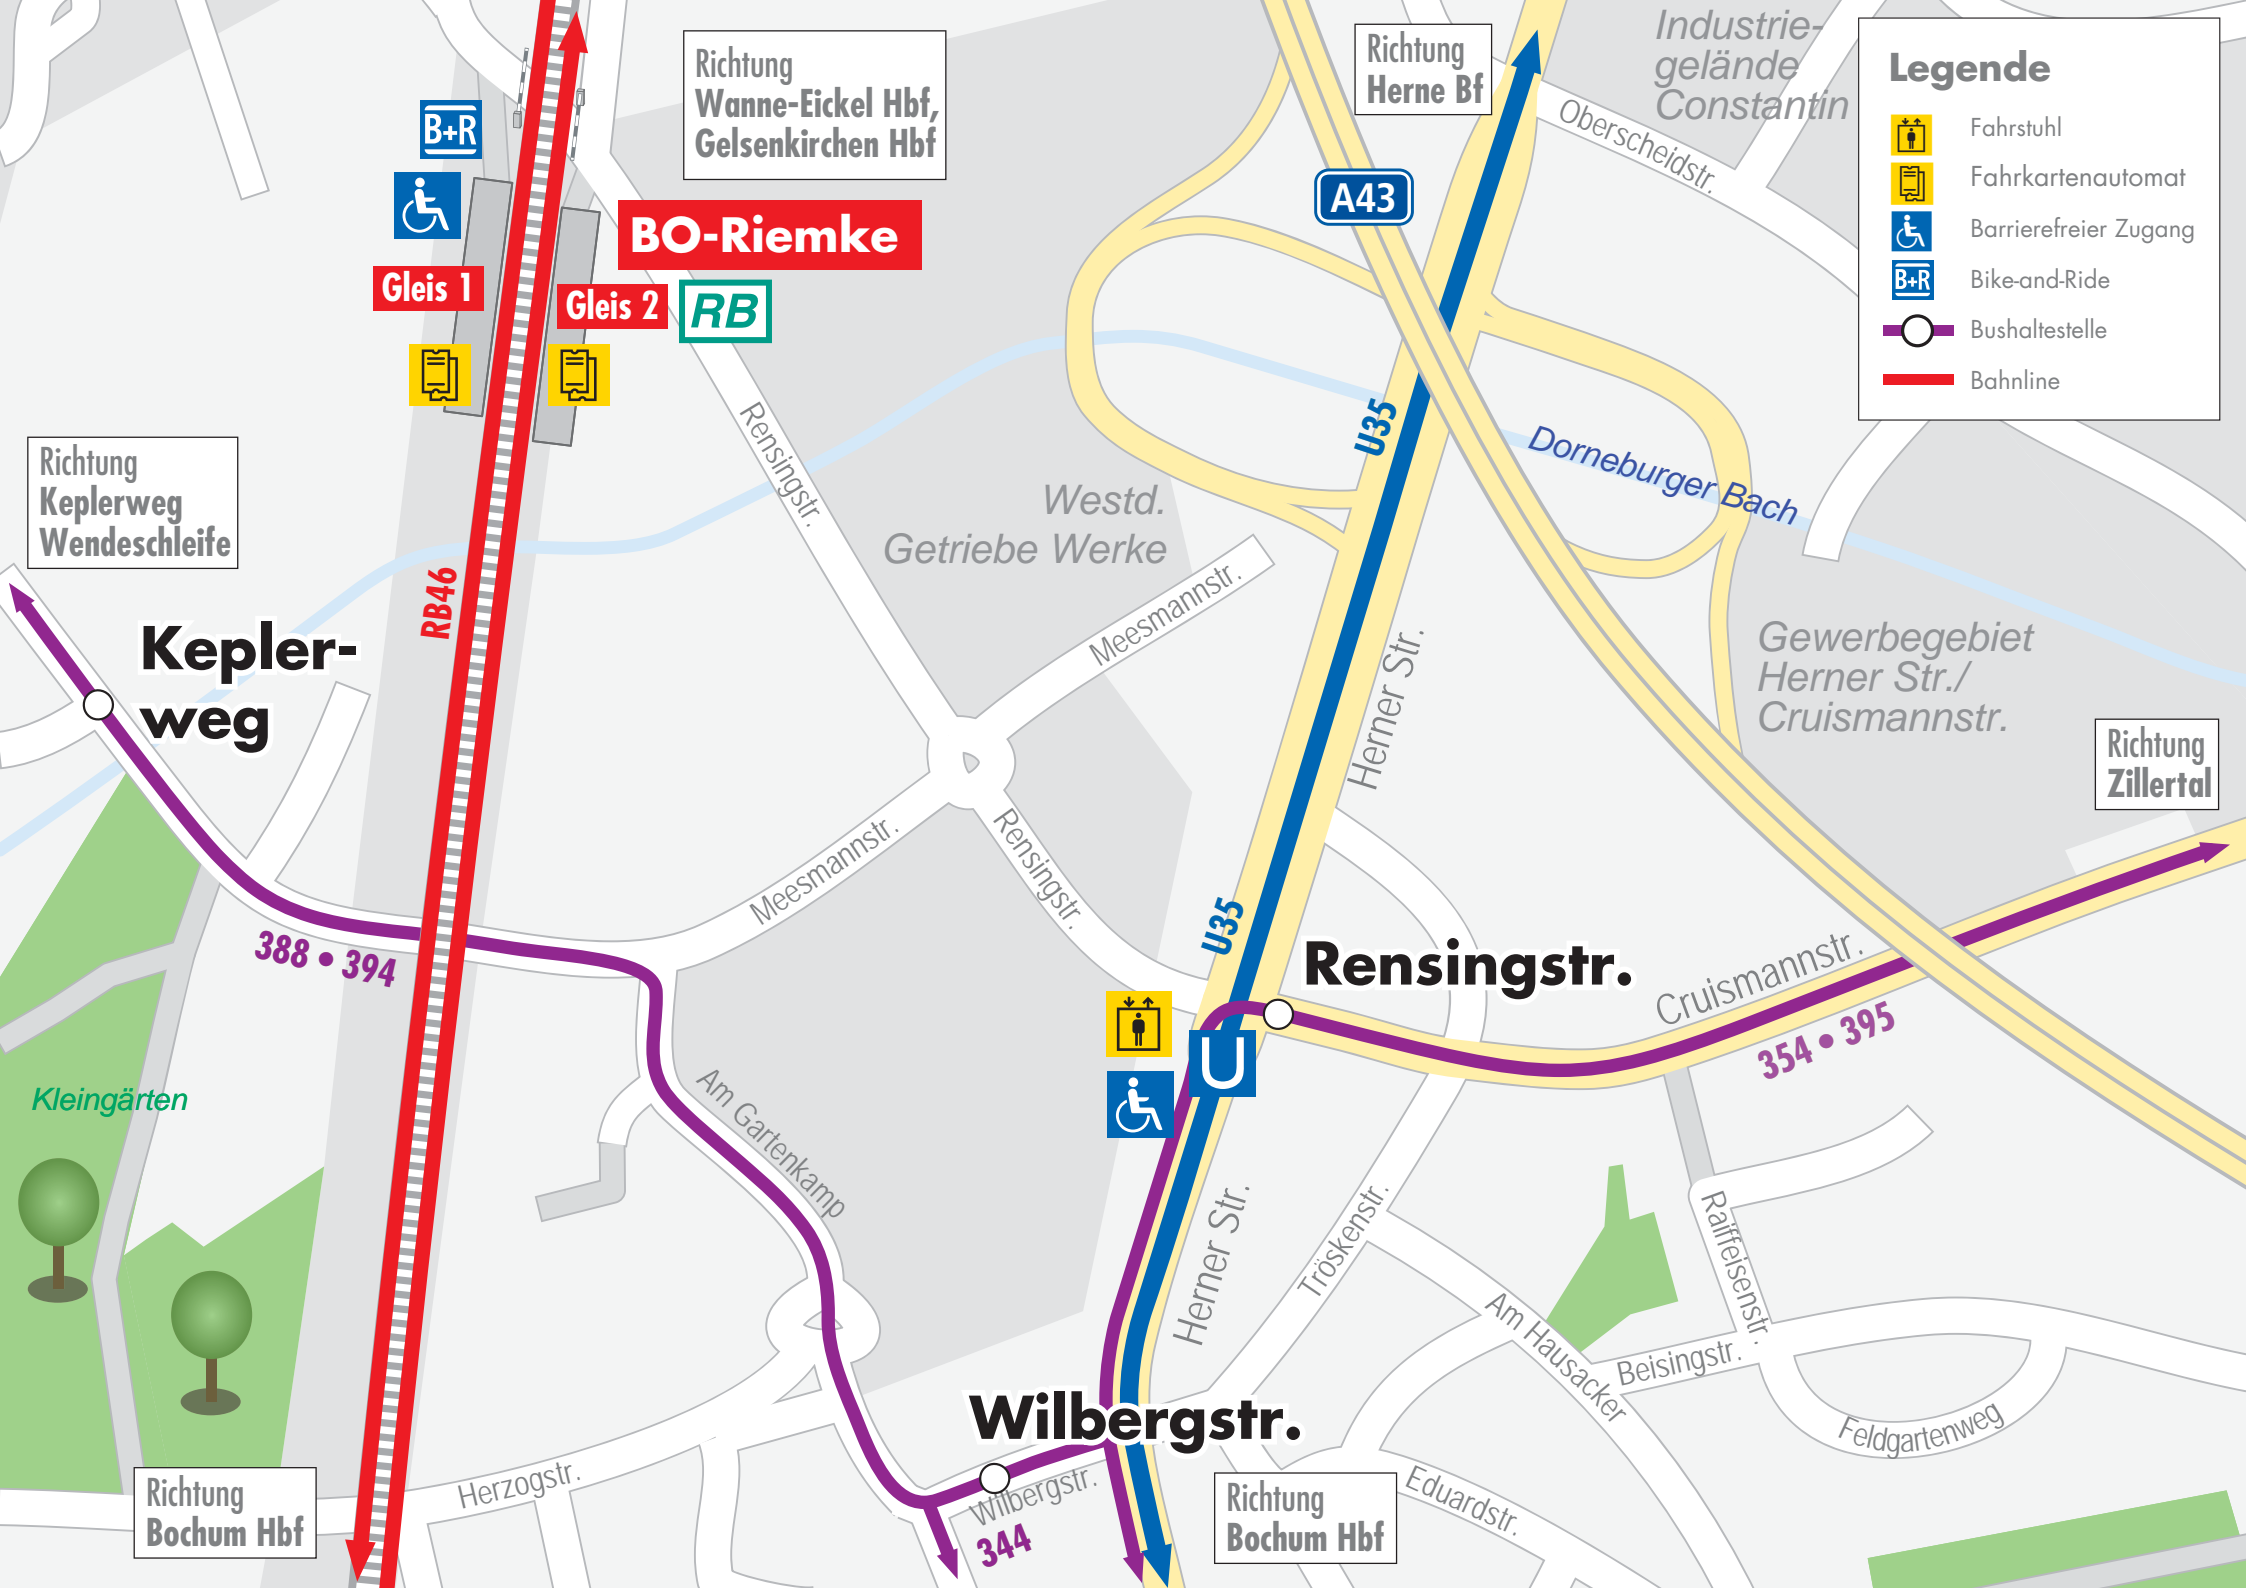 Richtung
Wanne-Eickel Hbf,
Gelsenkirchen Hbf
Richtung
Herne Bf
Industrie-
gelände
Constantin
Oberscheidstr.
Legende
Fahrstuhl
Fahrkartenautomat
Barrierefreier Zugang
B+R
Bike-and-Ride
Bushaltestelle
Bahnline
B+R
A43
BO-Riemke
Gleis 1
Gleis 2
RB
Rensingstr.
U35
Dorneburger Bach
Richtung
Keplerweg
Wendeschleife
Westd.
Getriebe Werke
RB46
Meesmannstr.
Kepler-
weg
Herner Str.
Gewerbegebiet
Herner Str./
Cruismannstr.
Richtung
Zillertal
Meesmannstr.
Rensingstr.
U35
388 • 394
Rensingstr.
Cruismannstr.
354 • 395
U
Kleingärten
Am Gartenkamp
Herner Str.
Tröskenstr.
Raiffeisenstr.
Am Hausacker
Beisingstr.
Feldgartenweg
Wilbergstr.
Herzogstr.
Wilbergstr.
344
Eduardstr.
Richtung
Bochum Hbf
Richtung
Bochum Hbf